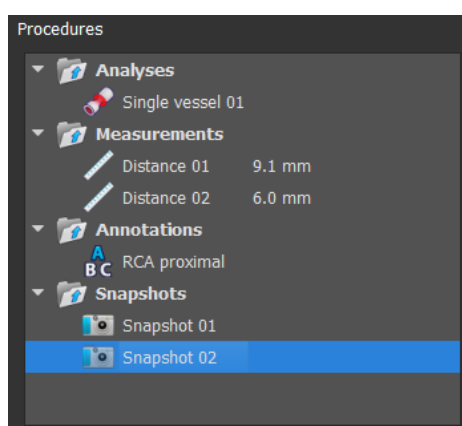 Procedures
Analyses
Single vessel 01
Measurements
Distance 01 9.1 mm
Distance 02 6.0 mm
Annotations
A
B C RCA proximal
Snapshots
Snapshot 01
Snapshot 02